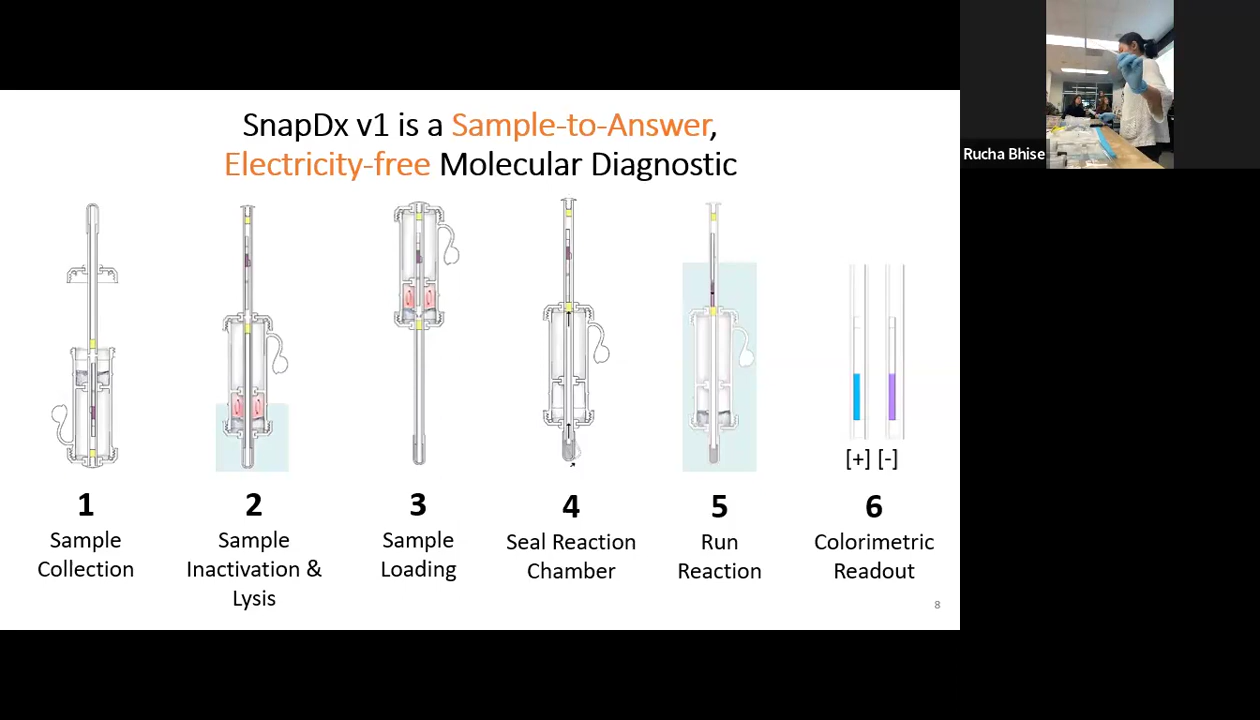 SnapDx v1 is a Sample-to-Answer,
Electricity-free Molecular Diagnostic
Rucha Bhise
[+] [-]
1
Sample
Collection
2
Sample
Inactivation &
Lysis
3
Sample
Loading
4
Seal Reaction
Chamber
5
Run
Reaction
6
Colorimetric
Readout
8